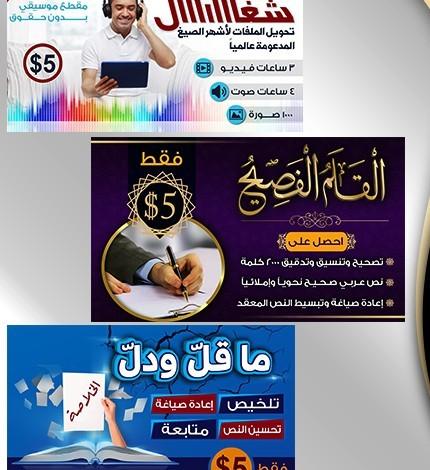 شغااااااال
مقطع موسيقي
بدون حقوق
$5
تحويل الملفات لأشهر الصيغ
المدعومة عالمياً
٣ ساعات فيديو
٤ ساعات صوت
١٠٠٠ صورة
القلم الفصيح
فقط
$5
احصل على
تصحيح وتنسيق وتدقيق ٢٠٠٠ كلمة
نص عربي صحيح نحوياً وإملائياً
إعادة صياغة وتبسيط النص المعقد
ما قلّ ودلّ
الخلاصة
تلخيص إعادة صياغة
تحسين النص متابعة
فقط $5